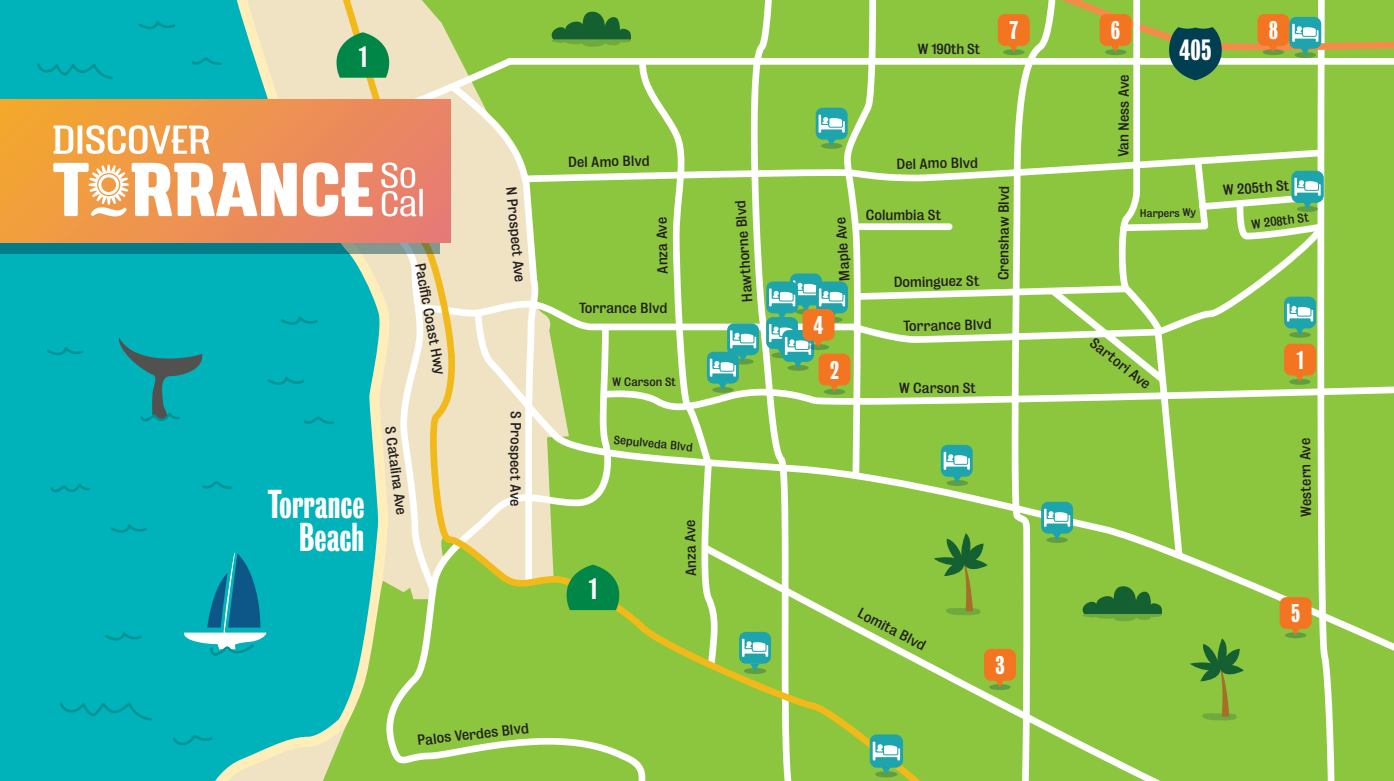 1
7
6
8
W 190th St
405
DISCOVER
TORRANCE
So
Cal
Van Ness Ave
Del Amo Blvd
Del Amo Blvd
N Prospect Ave
W 205th St
Harpers Wy
W 208th St
Columbia St
Anza Ave
Hawthorne Blvd
Maple Ave
Crenshaw Blvd
Pacific Coast Hwy
Dominguez St
Torrance Blvd
4
Torrance Blvd
Sartori Ave
1
2
W Carson St
W Carson St
S Catalina Ave
S Prospect Ave
Sepulveda Blvd
Western Ave
Torrance
Beach
Anza Ave
1
Lomita Blvd
5
3
Palos Verdes Blvd